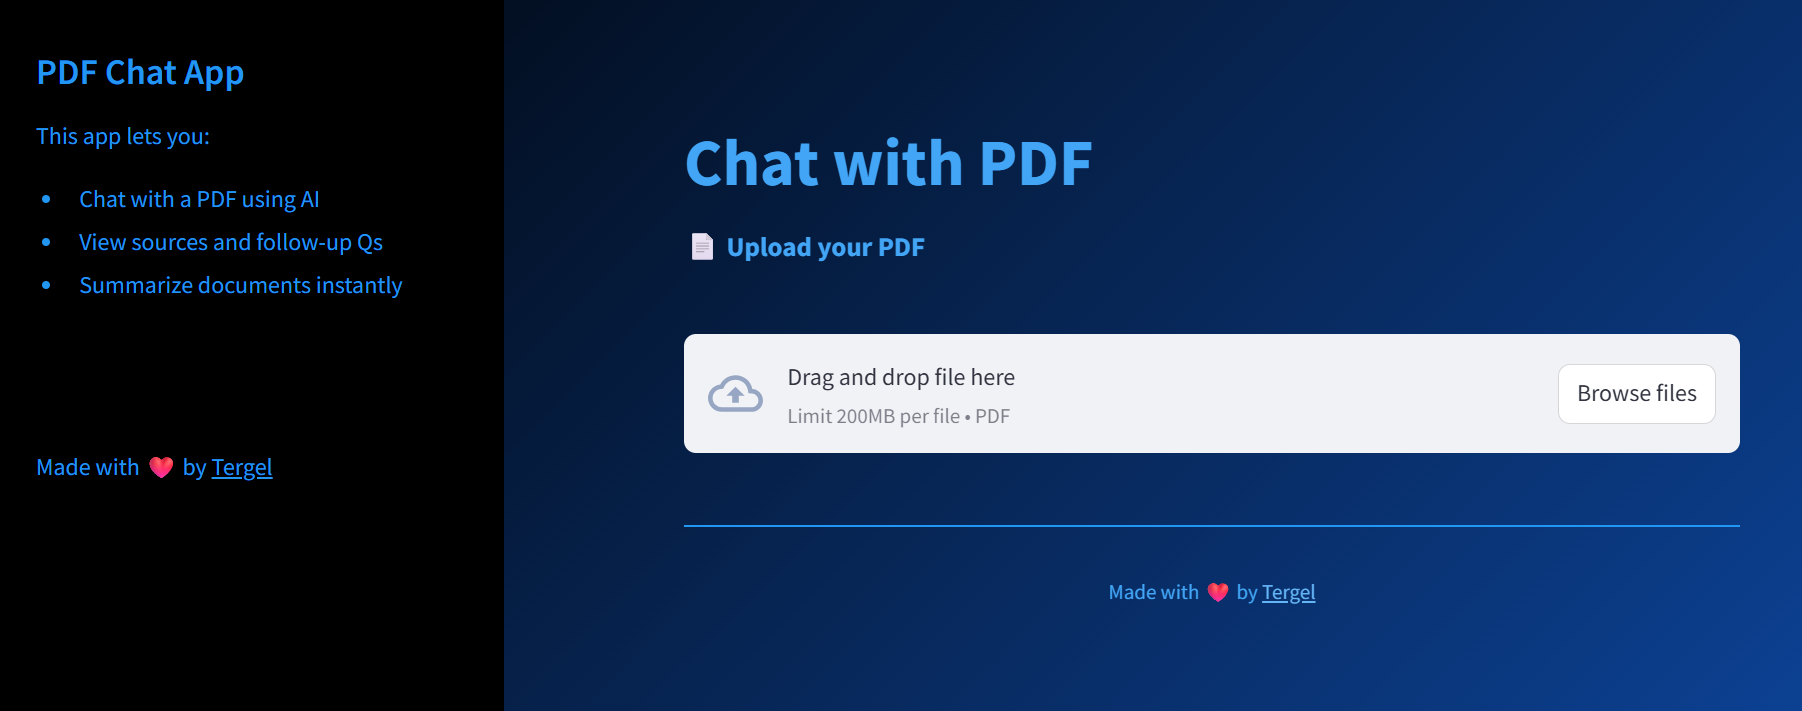 PDF Chat App
This app lets you:
• Chat with a PDF using AI
• View sources and follow-up Qs
• Summarize documents instantly
Made with ❤️ by Tergel
Chat with PDF
📄 Upload your PDF
Drag and drop file here
Limit 200MB per file • PDF
Browse files
Made with ❤️ by Tergel